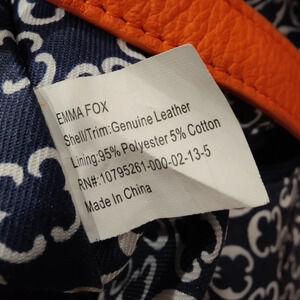 EMMA FOX
Shell/Trim:Genuine Leather
Lining:95% Polyester 5% Cotton
RN#:10795261-000-02-13-5
Made In China